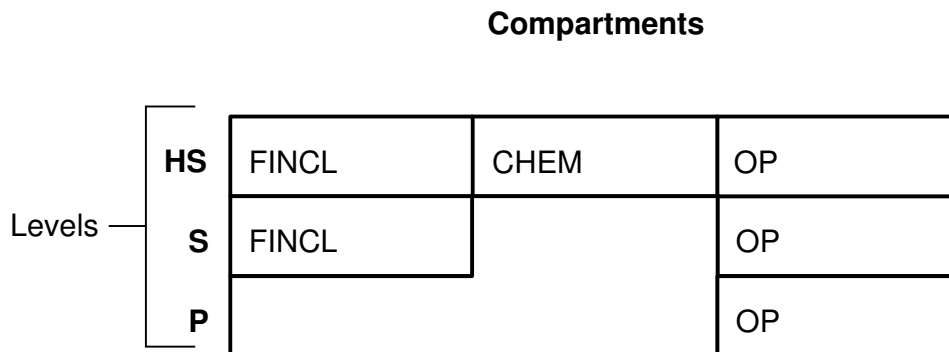 Compartments
HS FINCL CHEM OP
Levels
S FINCL OP
P OP